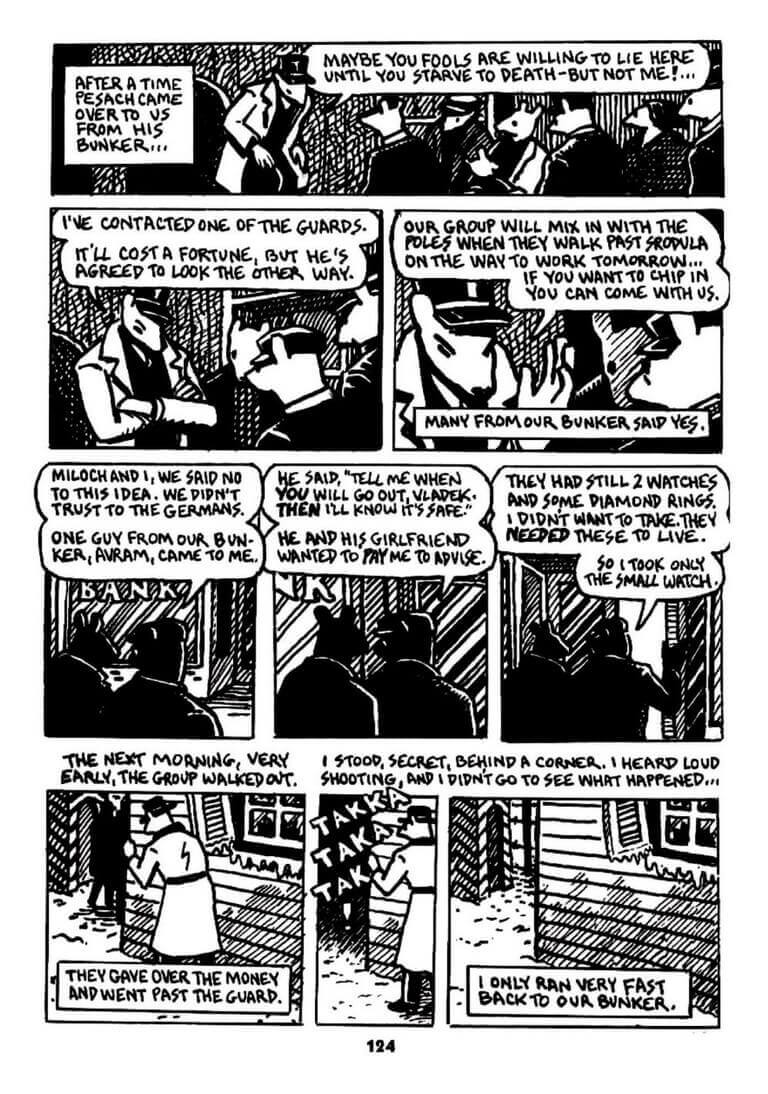 AFTER A TIME
PESACH CAME
OVER TO US
FROM HIS
BUNKER...
MAYBE YOU FOOLS ARE WILLING TO LIE HERE
UNTIL YOU STARVE TO DEATH-BUT NOT ME!...
I'VE CONTACTED ONE OF THE GUARDS.
IT'LL COST A FORTUNE, BUT HE'S
AGREED TO LOOK THE OTHER WAY.
OUR GROUP WILL MIX IN WITH THE
POLES WHEN THEY WALK PAST SRODULA
ON THE WAY TO WORK TOMORROW...
IF YOU WANT TO CHIP IN
YOU CAN COME WITH US.
MANY FROM OUR BUNKER SAID YES.
MILOCH AND I, WE SAID NO
TO THIS IDEA. WE DIDN'T
TRUST TO THE GERMANS.
ONE GUY FROM OUR BUN-
KER, AVRAM, CAME TO ME.
BANK
HE SAID, "TELL ME WHEN
YOU WILL GO OUT, VLADEK.
THEN I'LL KNOW IT'S SAFE."
HE AND HIS GIRLFRIEND
WANTED TO PAY ME TO ADVISE.
NK
THEY HAD STILL 2 WATCHES
AND SOME DIAMOND RINGS.
I DIDN'T WANT TO TAKE. THEY
NEEDED THESE TO LIVE.
SO I TOOK ONLY
THE SMALL WATCH.
THE NEXT MORNING, VERY
EARLY, THE GROUP WALKED OUT.
THEY GAVE OVER THE MONEY
AND WENT PAST THE GUARD.
I STOOD, SECRET, BEHIND A CORNER. I HEARD LOUD
SHOOTING, AND I DIDN'T GO TO SEE WHAT HAPPENED...
TAKKA
TAKA
TAK
I ONLY RAN VERY FAST
BACK TO OUR BUNKER.
124